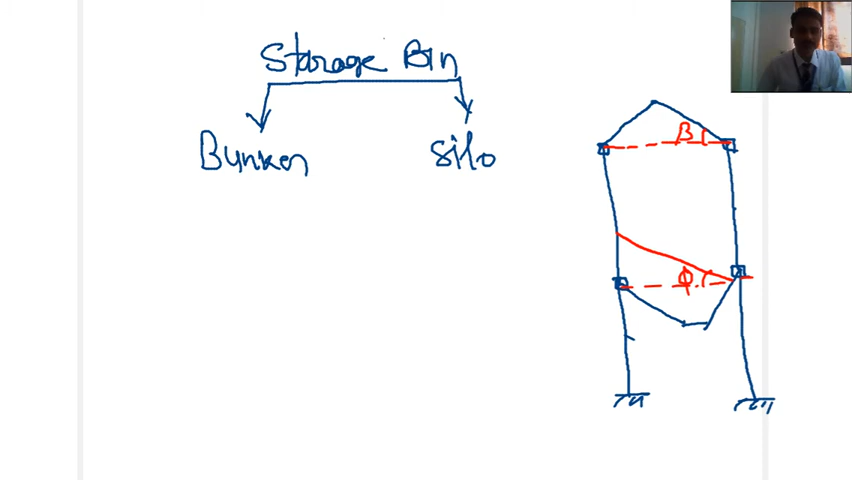 Storage Bin
Bunker
Silo
β
φ